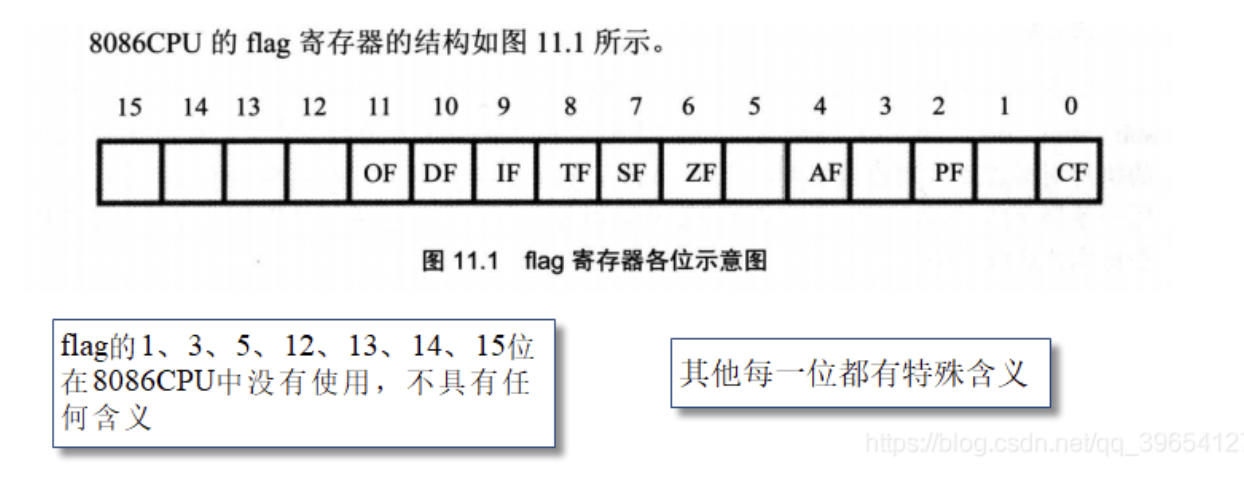 8086CPU 的 flag 寄存器的结构如图 11.1 所示。
15 14 13 12 11 10 9 8 7 6 5 4 3 2 1 0
OF DF IF TF SF ZF AF PF CF
图 11.1 flag 寄存器各位示意图
flag的1、3、5、12、13、14、15位
在8086CPU中没有使用，不具有任
何含义
其他每一位都有特殊含义
https://blog.csdn.net/qq_3965412